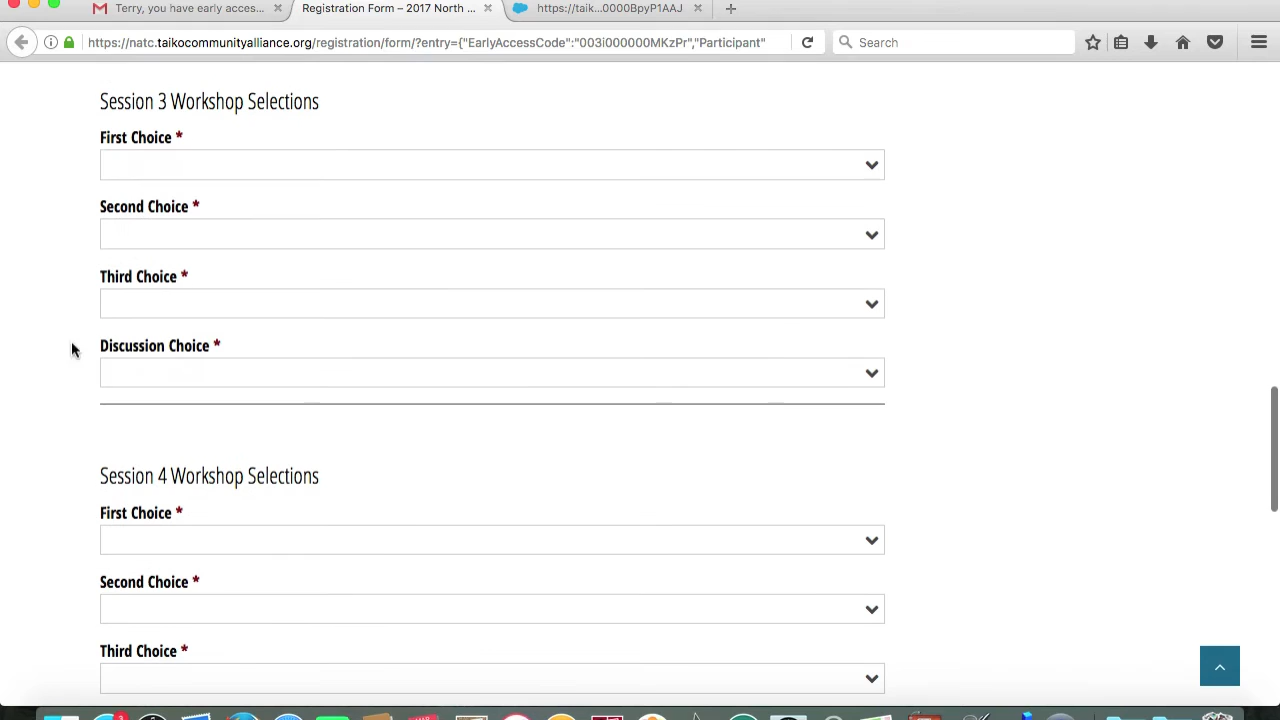 Terry, you have early acces...
Registration Form – 2017 North ...
https://taik...0000BpyP1AAJ
https://natc.taikocommunityalliance.org/registration/form/?entry={"EarlyAccessCode":"003i000000MKzPr","Participant"
Search
Session 3 Workshop Selections
First Choice *
Second Choice *
Third Choice *
Discussion Choice *
Session 4 Workshop Selections
First Choice *
Second Choice *
Third Choice *
3